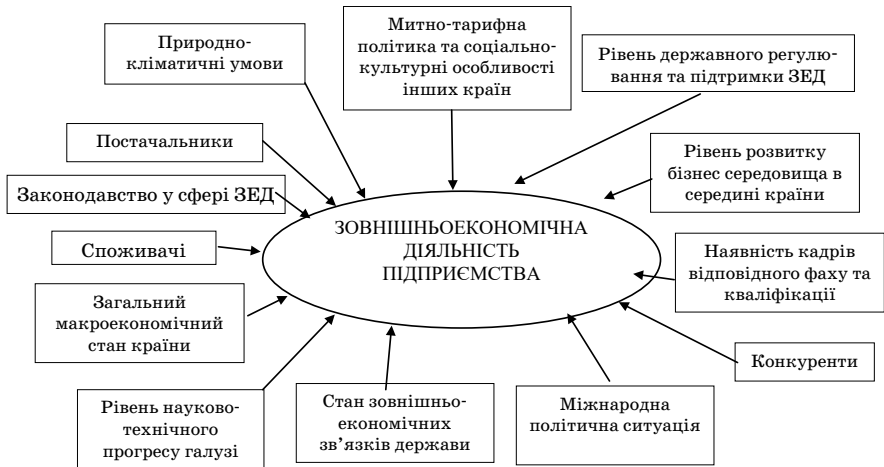 Природно-
кліматичні умови
Митно-тарифна
політика та соціально-
культурні особливості
інших країн
Рівень державного регулю-
вання та підтримки ЗЕД
Постачальники
Рівень розвитку
бізнес середовища в
середині країни
Законодавство у сфері ЗЕД
ЗОВНІШНЬОЕКОНОМІЧНА
ДІЯЛЬНІСТЬ
ПІДПРИЄМСТВА
Споживачі
Наявність кадрів
відповідного фаху та
кваліфікації
Загальний
макроекономічний
стан країни
Конкуренти
Рівень науково-
технічного
прогресу галузі
Стан зовнішньо-
економічних
зв’язків держави
Міжнародна
політична ситуація